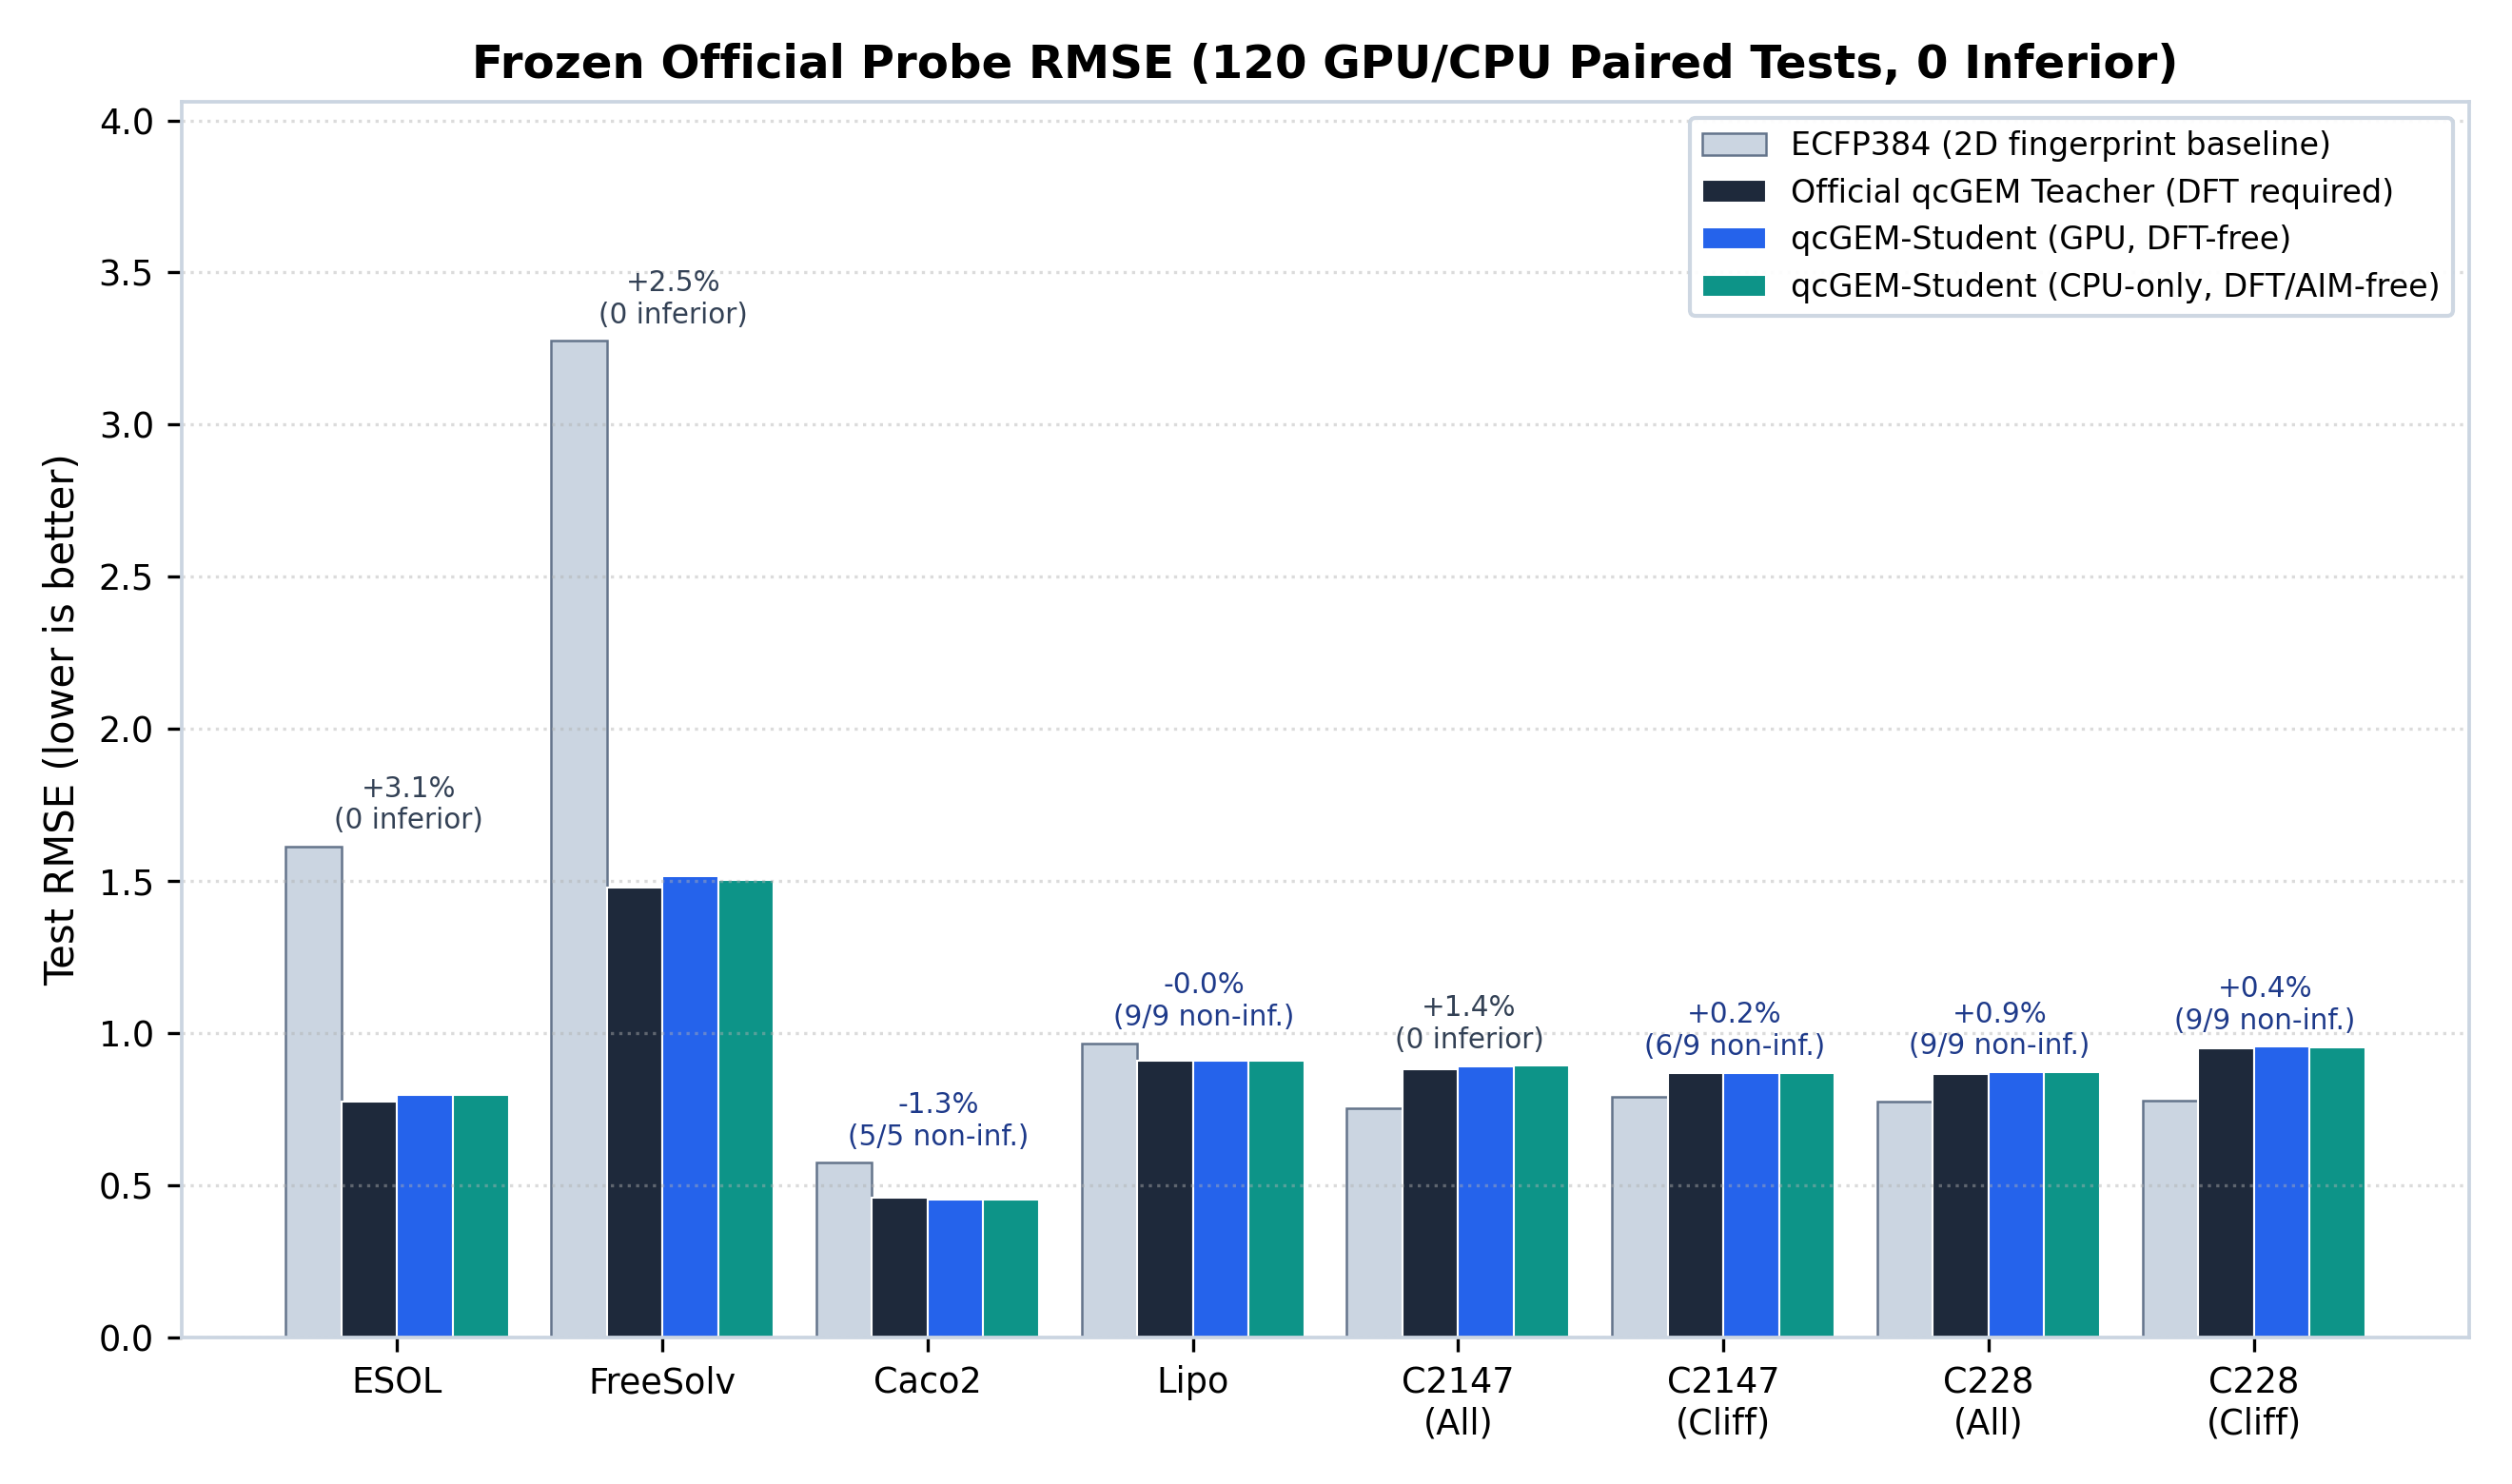 Frozen Official Probe RMSE (120 GPU/CPU Paired Tests, 0 Inferior)
ECFP384 (2D fingerprint baseline)
Official qcGEM Teacher (DFT required)
qcGEM-Student (GPU, DFT-free)
qcGEM-Student (CPU-only, DFT/AIM-free)
Test RMSE (lower is better)
4.0
3.5
3.0
2.5
2.0
1.5
1.0
0.5
0.0
+3.1%
(0 inferior)
+2.5%
(0 inferior)
-1.3%
(5/5 non-inf.)
-0.0%
(9/9 non-inf.)
+1.4%
(0 inferior)
+0.2%
(6/9 non-inf.)
+0.9%
(9/9 non-inf.)
+0.4%
(9/9 non-inf.)
ESOL
FreeSolv
Caco2
Lipo
C2147
(All)
C2147
(Cliff)
C228
(All)
C228
(Cliff)